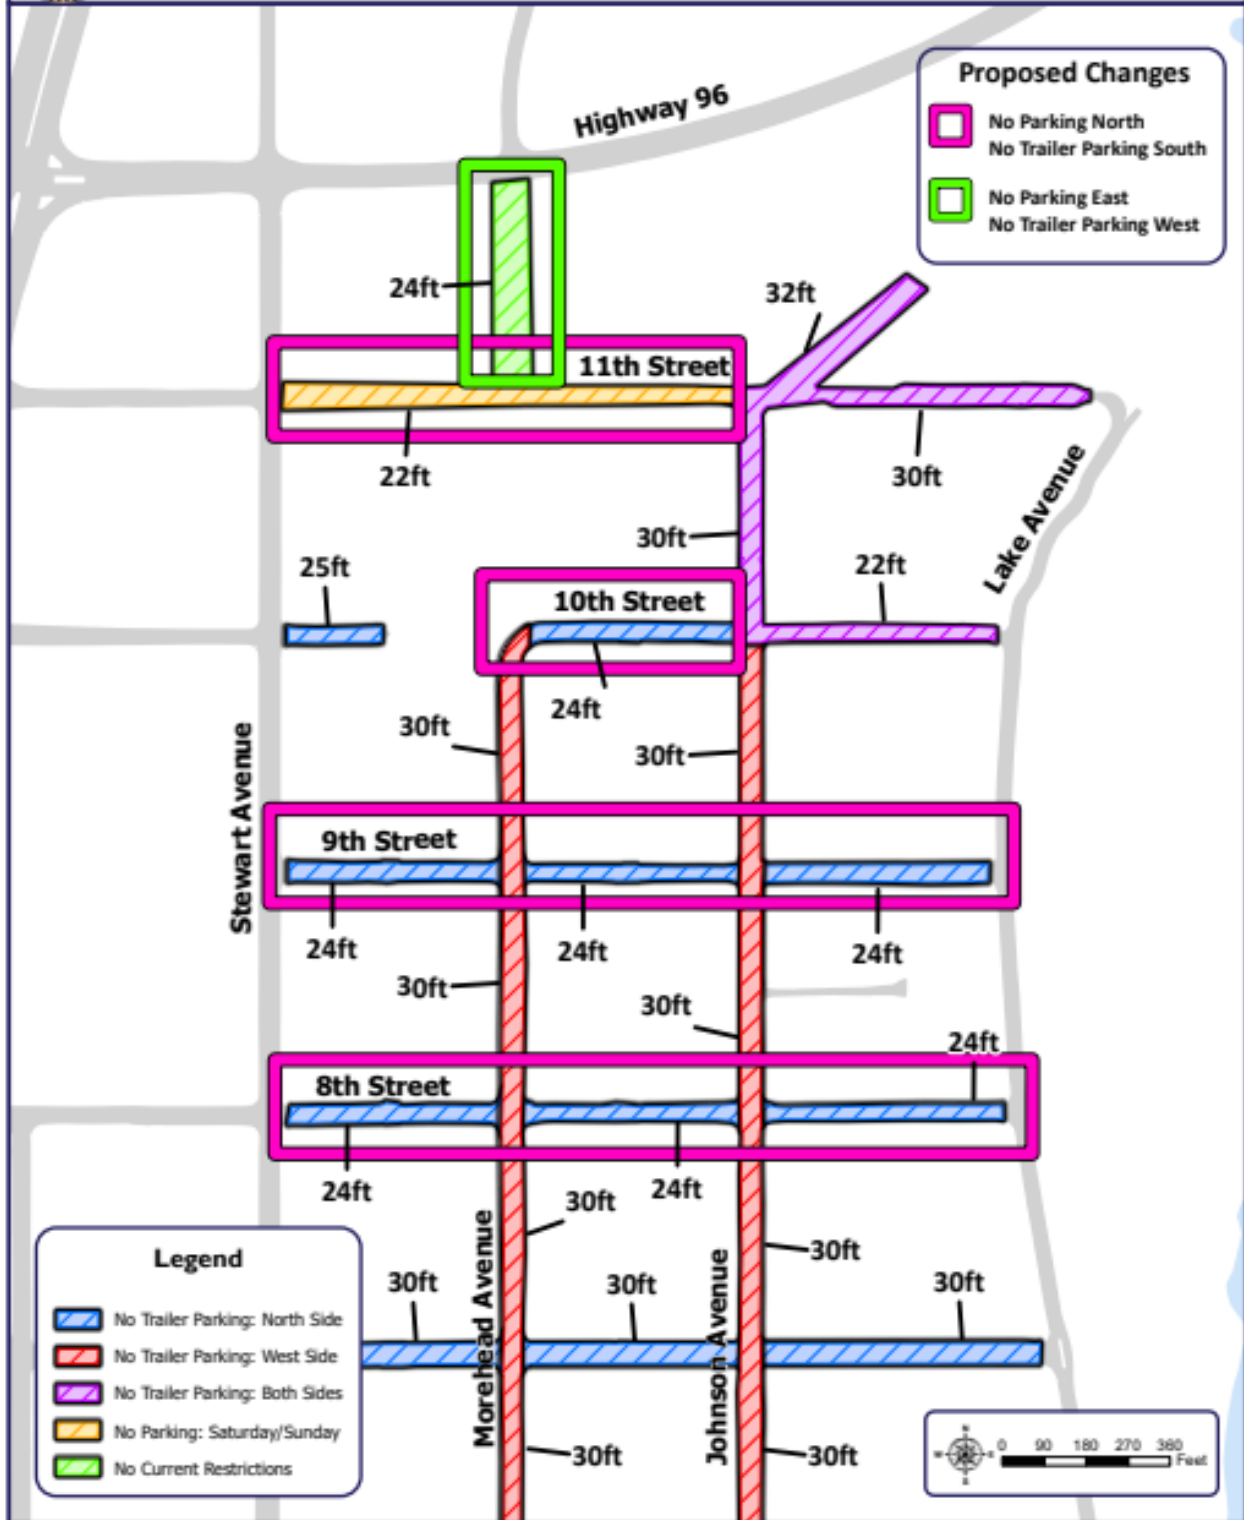 Highway 96
Proposed Changes
No Parking North
No Trailer Parking South
No Parking East
No Trailer Parking West
24ft
32ft
11th Street
22ft
30ft
Lake Avenue
30ft
25ft
22ft
10th Street
24ft
30ft
30ft
Stewart Avenue
9th Street
24ft
24ft
24ft
30ft
30ft
24ft
8th Street
24ft
24ft
30ft
Morehead Avenue
Johnson Avenue
30ft
30ft
30ft
30ft
30ft
30ft
Legend
No Trailer Parking: North Side
No Trailer Parking: West Side
No Trailer Parking: Both Sides
No Parking: Saturday/Sunday
No Current Restrictions
N
W
E
S
0 90 180 270 360
Feet